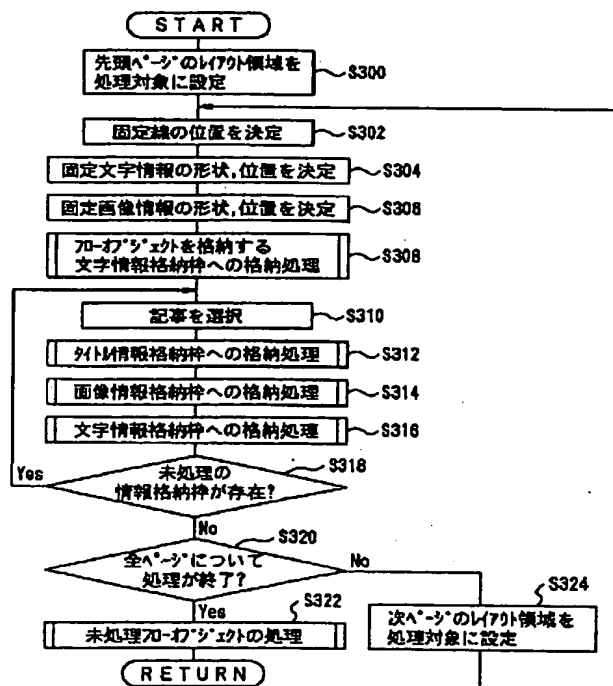 START
先頭ページのレイアウト領域を
処理対象に設定
S300
固定線の位置を決定
S302
固定文字情報の形状,位置を決定
S304
固定画像情報の形状,位置を決定
S306
フローオブジェクトを格納する
文字情報格納枠への格納処理
S308
記事を選択
S310
タイトル情報格納枠への格納処理
S312
画像情報格納枠への格納処理
S314
文字情報格納枠への格納処理
S316
S318
Yes
未処理の
情報格納枠が存在?
No
S320
全ページについて
処理が終了?
No
S324
Yes
S322
次ページのレイアウト領域を
処理対象に設定
未処理フローオブジェクトの処理
RETURN